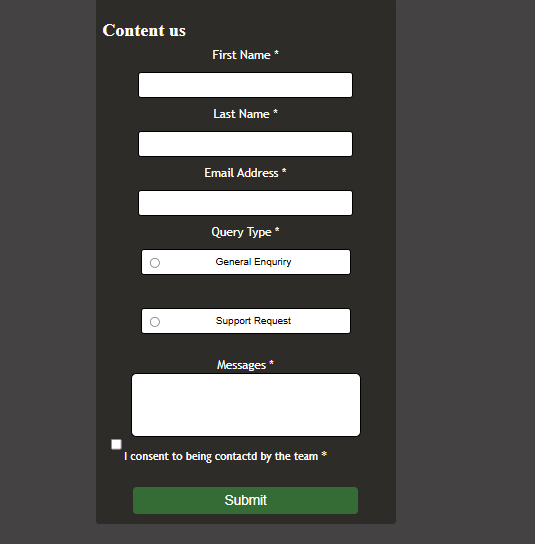 Content us
First Name *
Last Name *
Email Address *
Query Type *
General Enquriry
Support Request
Messages *
I consent to being contactd by the team *
Submit